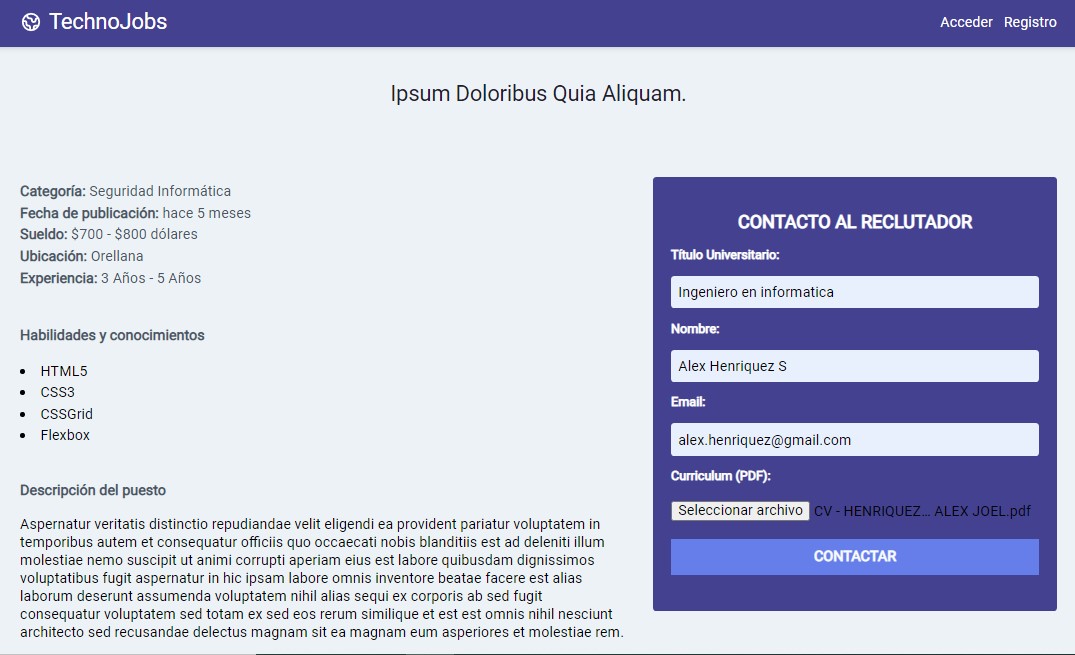 TechnoJobs
Acceder Registro
Ipsum Doloribus Quia Aliquam.
Categoría: Seguridad Informática
Fecha de publicación: hace 5 meses
Sueldo: $700 - $800 dólares
Ubicación: Orellana
Experiencia: 3 Años - 5 Años
Habilidades y conocimientos
HTML5
CSS3
CSSGrid
Flexbox
Descripción del puesto
Aspernatur veritatis distinctio repudiandae velit eligendi ea provident pariatur voluptatem in
temporibus autem et consequatur officiis quo occaecati nobis blanditiis est ad deleniti illum
molestiae nemo suscipit ut animi corrupti aperiam eius est labore quibusdam dignissimos
voluptatibus fugit aspernatur in hic ipsam labore omnis inventore beatae facere est alias
laborum deserunt assumenda voluptatem nihil alias sequi ex corporis ab sed fugit
consequatur voluptatem sed totam ex sed eos rerum similique et est est omnis nihil nesciunt
architecto sed recusandae delectus magnam sit ea magnam eum asperiores et molestiae rem.
CONTACTO AL RECLUTADOR
Título Universitario:
Ingeniero en informatica
Nombre:
Alex Henriquez S
Email:
alex.henriquez@gmail.com
Curriculum (PDF):
Seleccionar archivo CV - HENRIQUEZ... ALEX JOEL.pdf
CONTACTAR